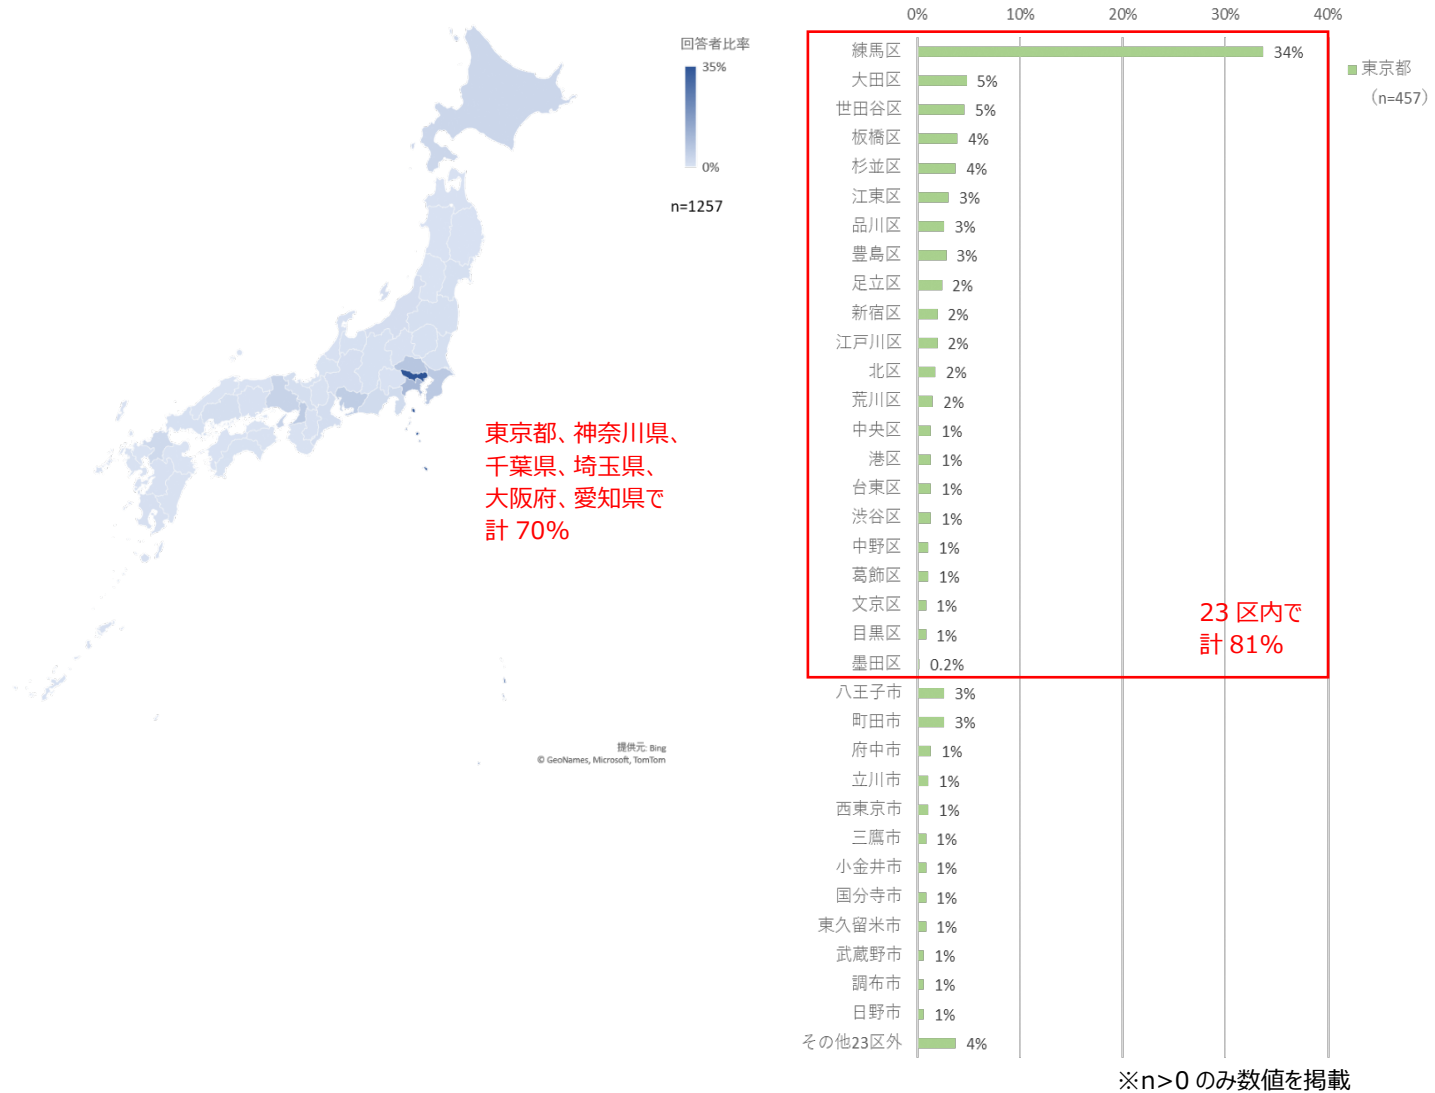 回答者比率
35%
0%
n=1257
東京都、神奈川県、
千葉県、埼玉県、
大阪府、愛知県で
計 70%
提供元: Bing
© GeoNames, Microsoft, TomTom
0% 10% 20% 30% 40%
練馬区 34%
大田区 5%
世田谷区 5%
板橋区 4%
杉並区 4%
江東区 3%
品川区 3%
豊島区 3%
足立区 2%
新宿区 2%
江戸川区 2%
北区 2%
荒川区 2%
中央区 1%
港区 1%
台東区 1%
渋谷区 1%
中野区 1%
葛飾区 1%
文京区 1%
目黒区 1%
墨田区 0.2%
八王子市 3%
町田市 3%
府中市 1%
立川市 1%
西東京市 1%
三鷹市 1%
小金井市 1%
国分寺市 1%
東久留米市 1%
武蔵野市 1%
調布市 1%
日野市 1%
その他23区外 4%
東京都
（n=457）
23 区内で
計 81%
※n>0 のみ数値を掲載